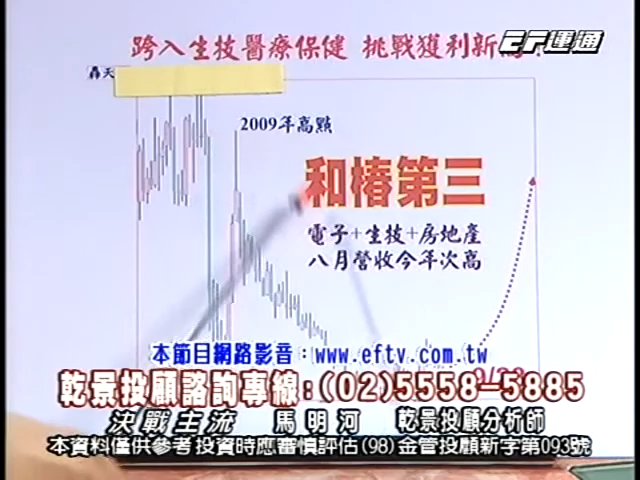 跨入生技醫療保健 挑戰獲利新
EF運通
轟天
2009年高點
和樁第三
電子+生技+房地產
八月營收今年次高
本節目網路影音：www.eftv.com.tw
乾景投顧諮詢專線：(02)5558-5885
決戰主流 馬明河 乾景投顧分析師
本資料僅供參考 投資時應審慎評估(98)金管投顧新字第093號